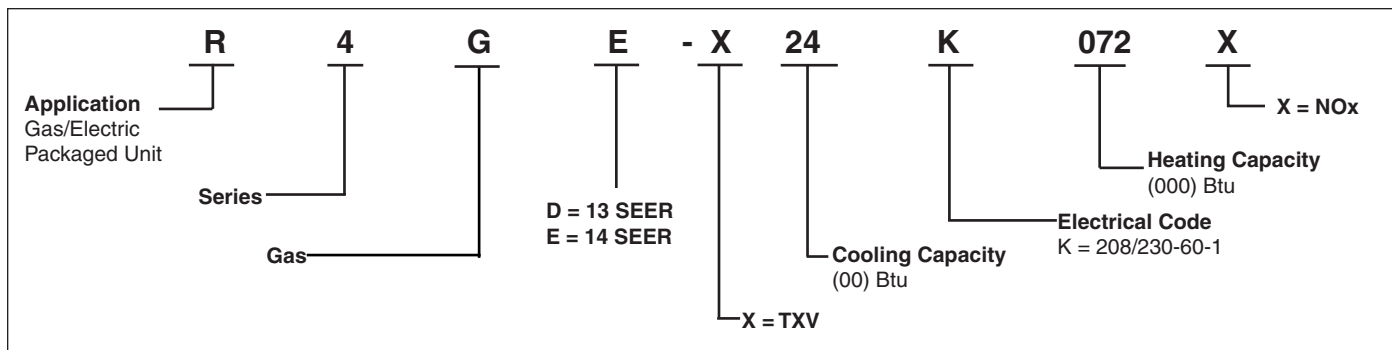 R 4 G E - X 24 K 072 X
Application
Gas/Electric
Packaged Unit
Series
Gas
D = 13 SEER
E = 14 SEER
X = TXV
Cooling Capacity
(00) Btu
Electrical Code
K = 208/230-60-1
Heating Capacity
(000) Btu
X = NOx